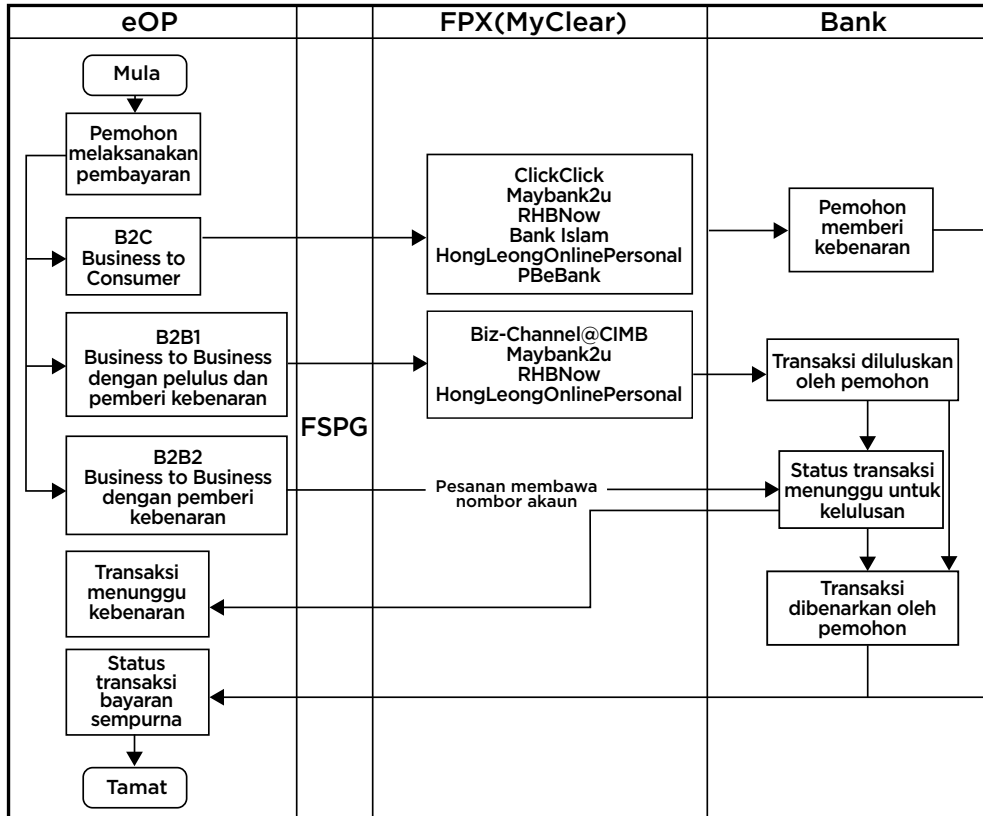 eOP
FPX(MyClear)
Bank
Mula
Pemohon
melaksanakan
pembayaran
B2C
Business to
Consumer
ClickClick
Maybank2u
RHBNow
Bank Islam
HongLeongOnlinePersonal
PBeBank
Pemohon
memberi
kebenaran
B2B1
Business to Business
dengan pelulus dan
pemberi kebenaran
Biz-Channel@CIMB
Maybank2u
RHBNow
HongLeongOnlinePersonal
Transaksi diluluskan
oleh pemohon
FSPG
B2B2
Business to Business
dengan pemberi
kebenaran
Pesanan membawa
nombor akaun
Status transaksi
menunggu untuk
kelulusan
Transaksi
menunggu
kebenaran
Transaksi
dibenarkan oleh
pemohon
Status
transaksi
bayaran
sempurna
Tamat